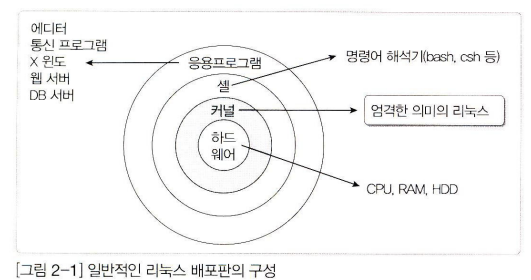 에디터
통신 프로그램
X 윈도
웹 서버
DB 서버
응용프로그램
셸
커널
하드
웨어
명령어 해석기(bash, csh 등)
엄격한 의미의 리눅스
CPU, RAM, HDD
[그림 2-1] 일반적인 리눅스 배포판의 구성